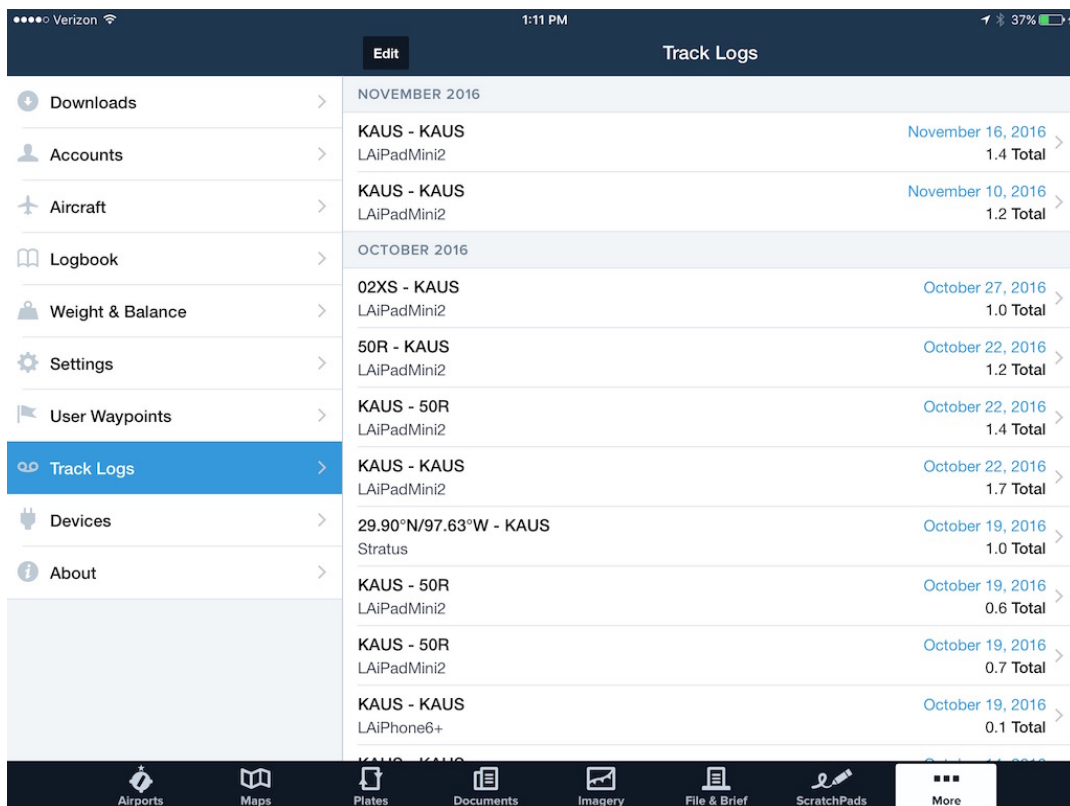 Verizon 1:11 PM 37%
Edit Track Logs
Downloads
Accounts
Aircraft
Logbook
Weight & Balance
Settings
User Waypoints
Track Logs
Devices
About
NOVEMBER 2016
KAUS - KAUS November 16, 2016
LAiPadMini2 1.4 Total
KAUS - KAUS November 10, 2016
LAiPadMini2 1.2 Total
OCTOBER 2016
02XS - KAUS October 27, 2016
LAiPadMini2 1.0 Total
50R - KAUS October 22, 2016
LAiPadMini2 1.2 Total
KAUS - 50R October 22, 2016
LAiPadMini2 1.4 Total
KAUS - KAUS October 22, 2016
LAiPadMini2 1.7 Total
29.90°N/97.63°W - KAUS October 19, 2016
Stratus 1.0 Total
KAUS - 50R October 19, 2016
LAiPadMini2 0.6 Total
KAUS - 50R October 19, 2016
LAiPadMini2 0.7 Total
KAUS - KAUS October 19, 2016
LAiPhone6+ 0.1 Total
Airports Maps Plates Documents Imagery File & Brief ScratchPads More